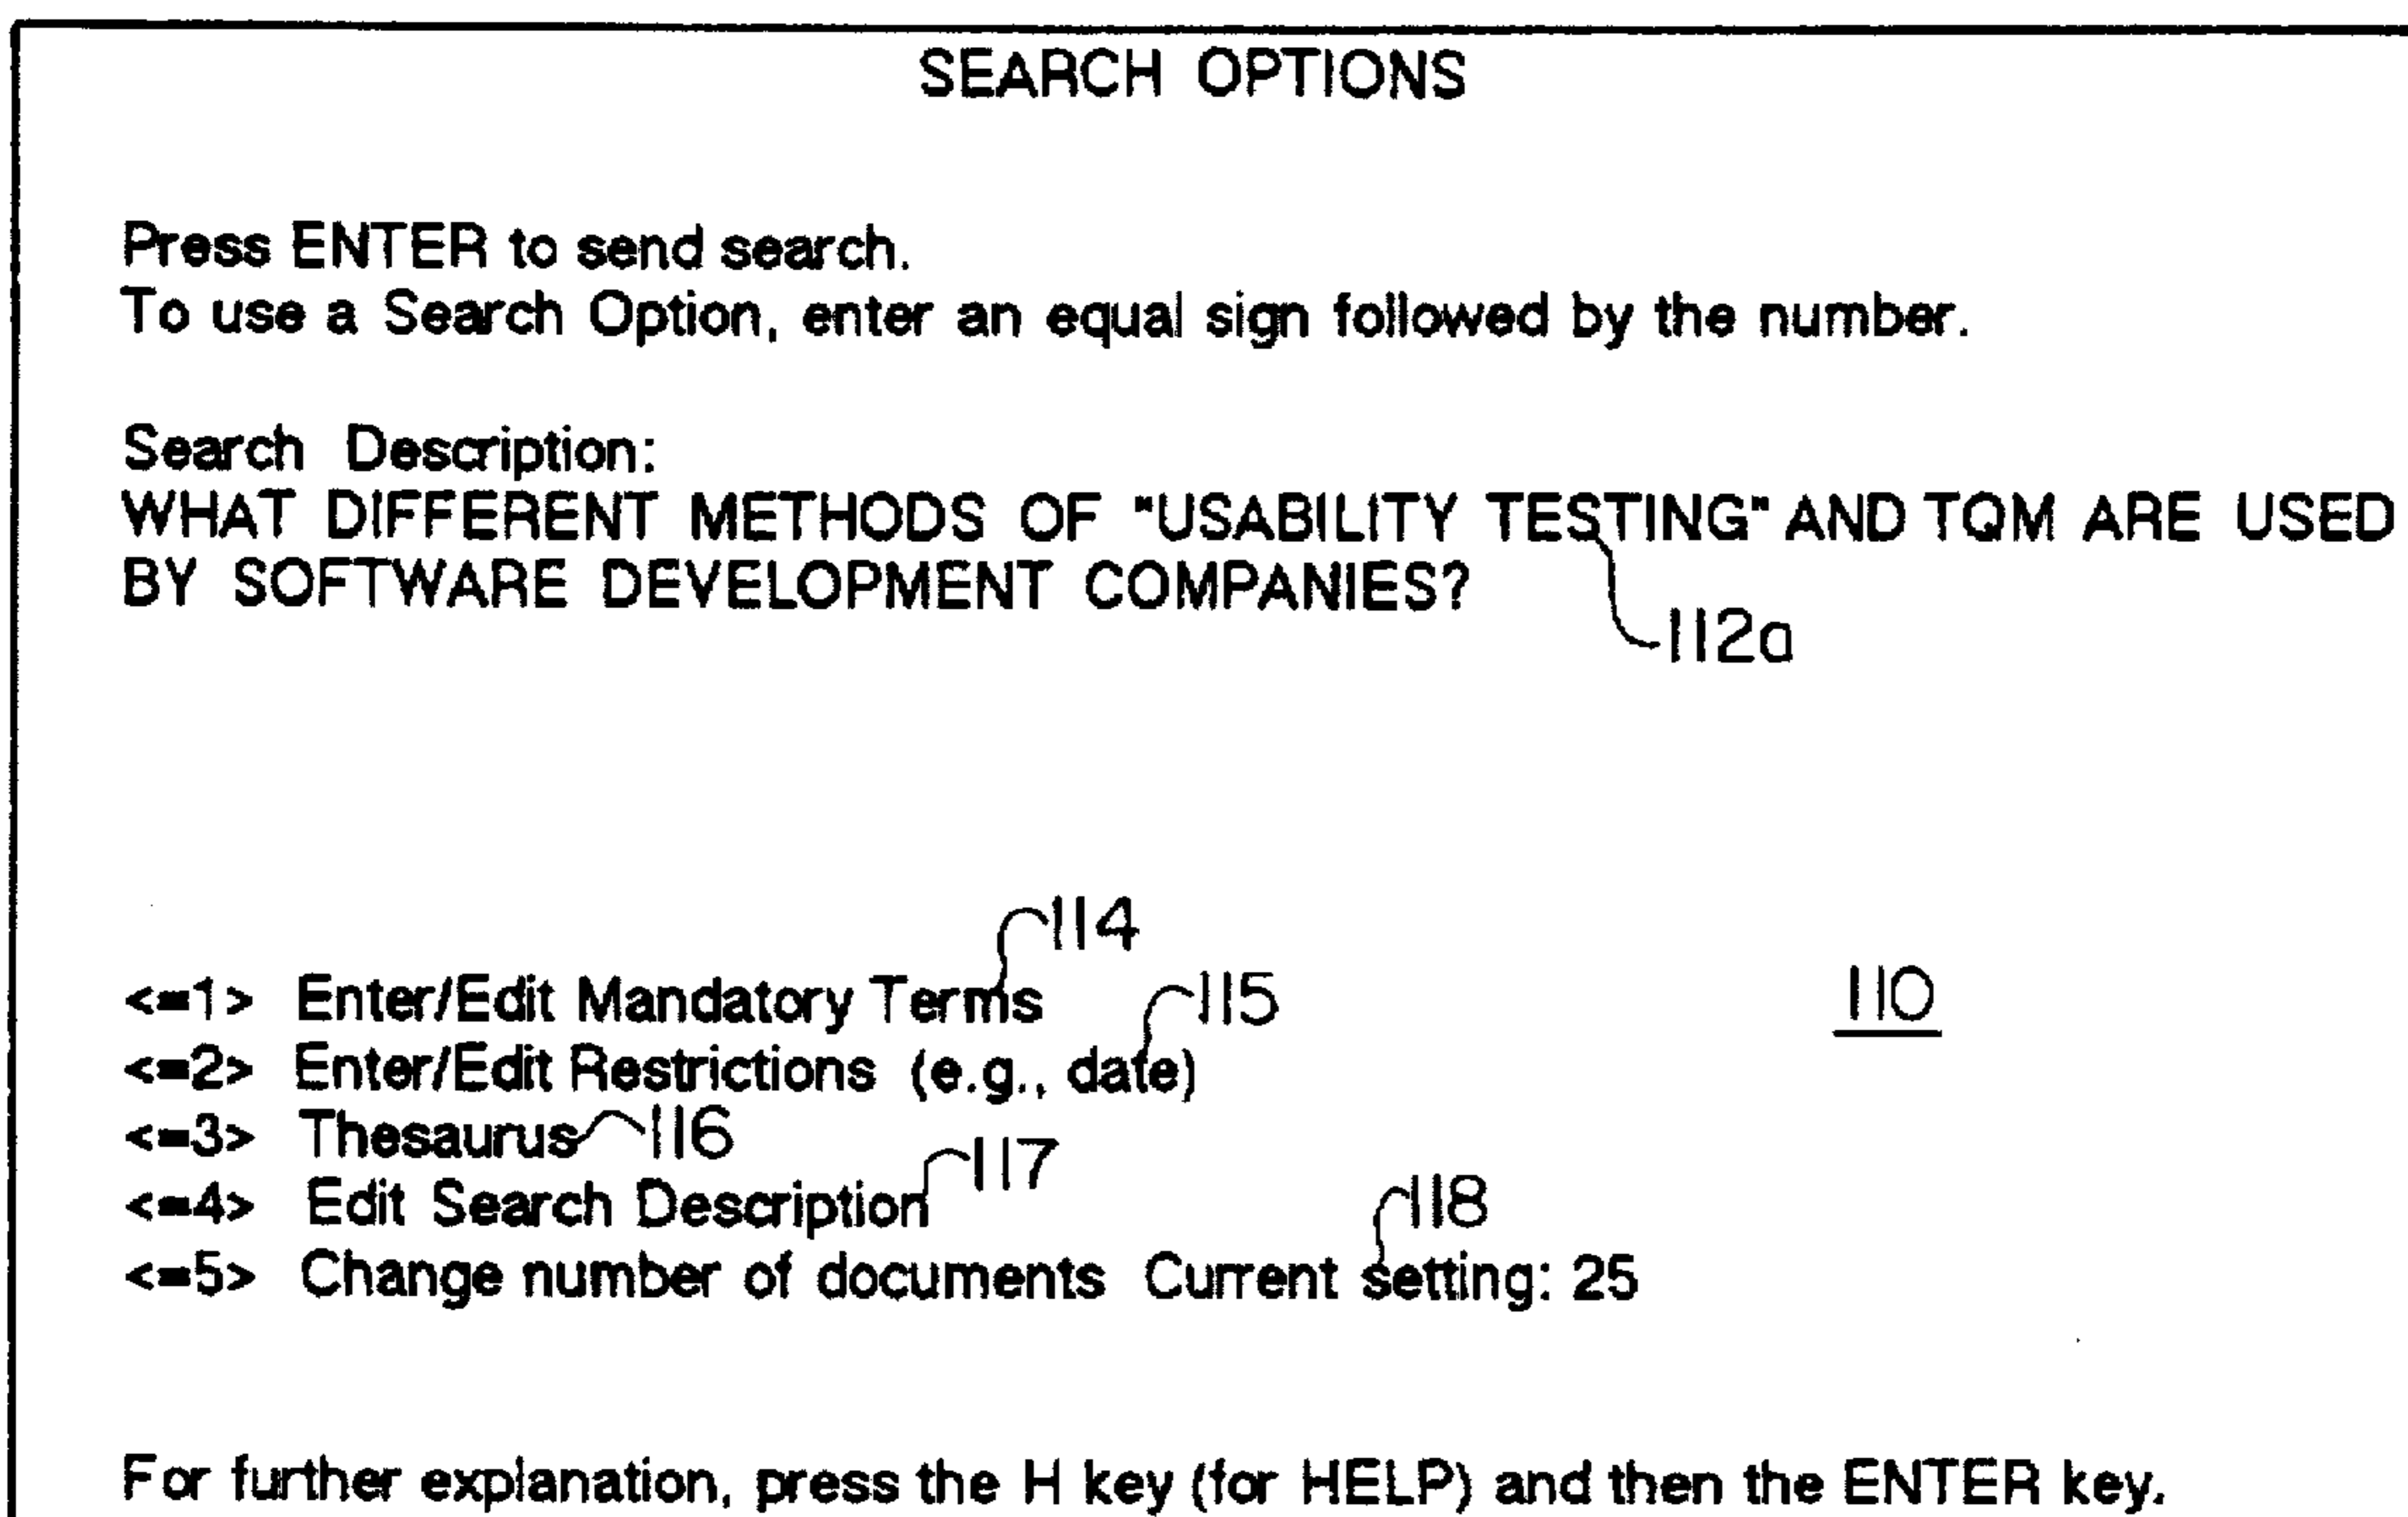 SEARCH OPTIONS
Press ENTER to send search.
To use a Search Option, enter an equal sign followed by the number.
Search Description:
WHAT DIFFERENT METHODS OF "USABILITY TESTING" AND TQM ARE USED
BY SOFTWARE DEVELOPMENT COMPANIES?
112a
114
<=1> Enter/Edit Mandatory Terms
115
110
<=2> Enter/Edit Restrictions (e.g., date)
<=3> Thesaurus 116
117
<=4> Edit Search Description
118
<=5> Change number of documents Current setting: 25
For further explanation, press the H key (for HELP) and then the ENTER key.